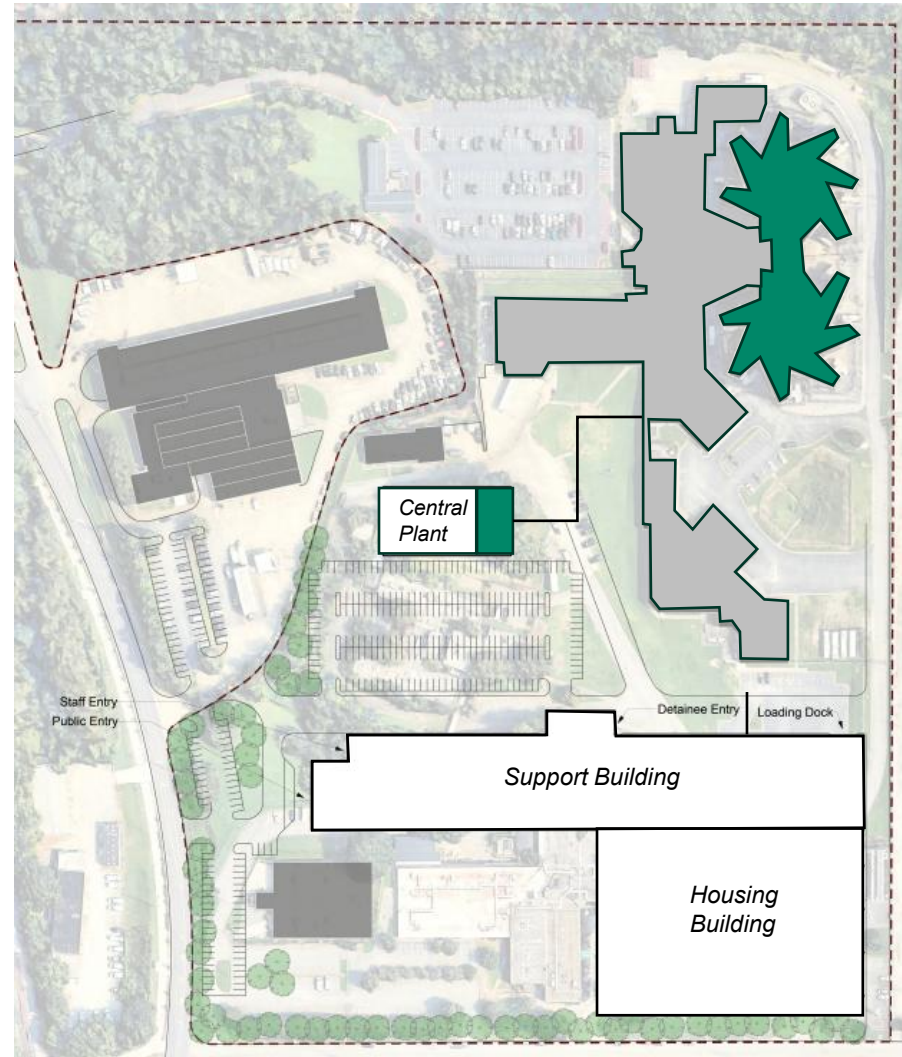 Central
Plant
Staff Entry
Public Entry
Detainee Entry
Loading Dock
Support Building
Housing
Building